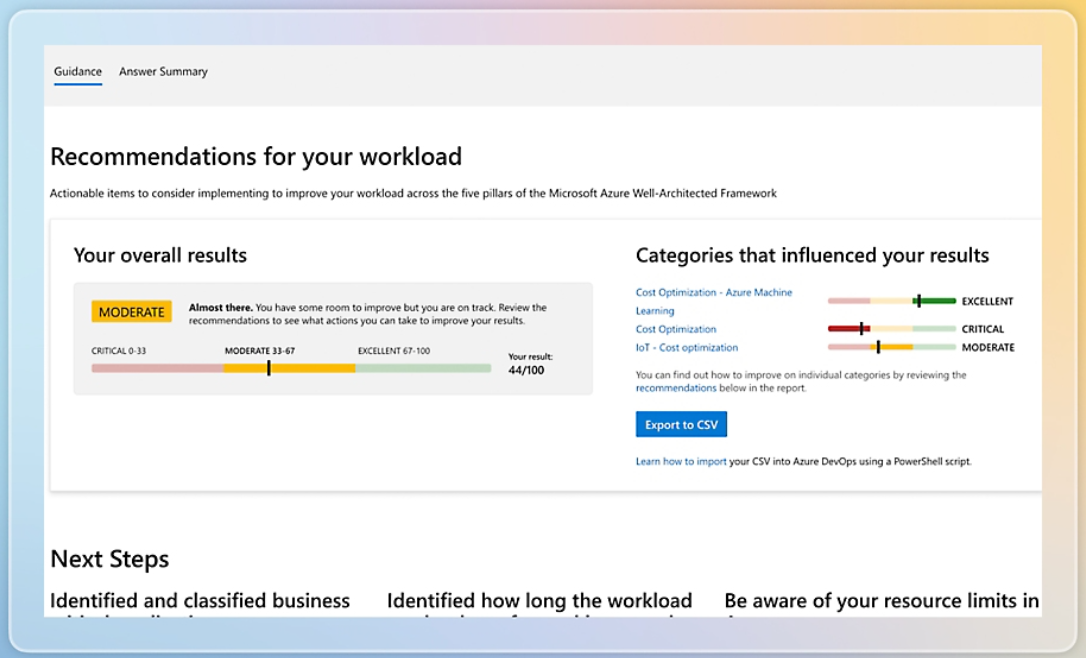 Guidance
Answer Summary
Recommendations for your workload
Actionable items to consider implementing to improve your workload across the five pillars of the Microsoft Azure Well-Architected Framework
Your overall results
MODERATE
Almost there. You have some room to improve but you are on track. Review the
recommendations to see what actions you can take to improve your results.
CRITICAL 0-33
MODERATE 33-67
EXCELLENT 67-100
Your result:
44/100
Categories that influenced your results
Cost Optimization - Azure Machine
Learning
EXCELLENT
Cost Optimization
CRITICAL
IoT - Cost optimization
MODERATE
You can find out how to improve on individual categories by reviewing the
recommendations below in the report.
Export to CSV
Learn how to import your CSV into Azure DevOps using a PowerShell script.
Next Steps
Identified and classified business
Identified how long the workload
Be aware of your resource limits in